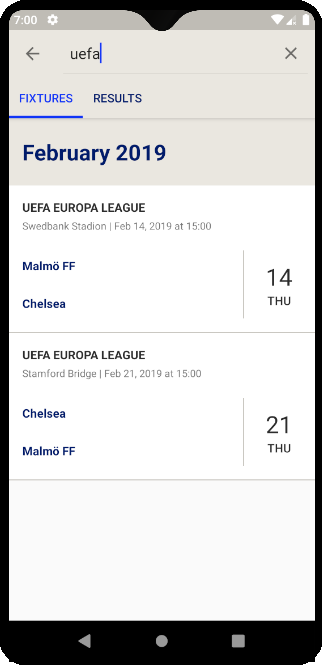 7:00
uefa
FIXTURES RESULTS
February 2019
UEFA EUROPA LEAGUE
Swedbank Stadion | Feb 14, 2019 at 15:00
Malmö FF
Chelsea
14
THU
UEFA EUROPA LEAGUE
Stamford Bridge | Feb 21, 2019 at 15:00
Chelsea
Malmö FF
21
THU